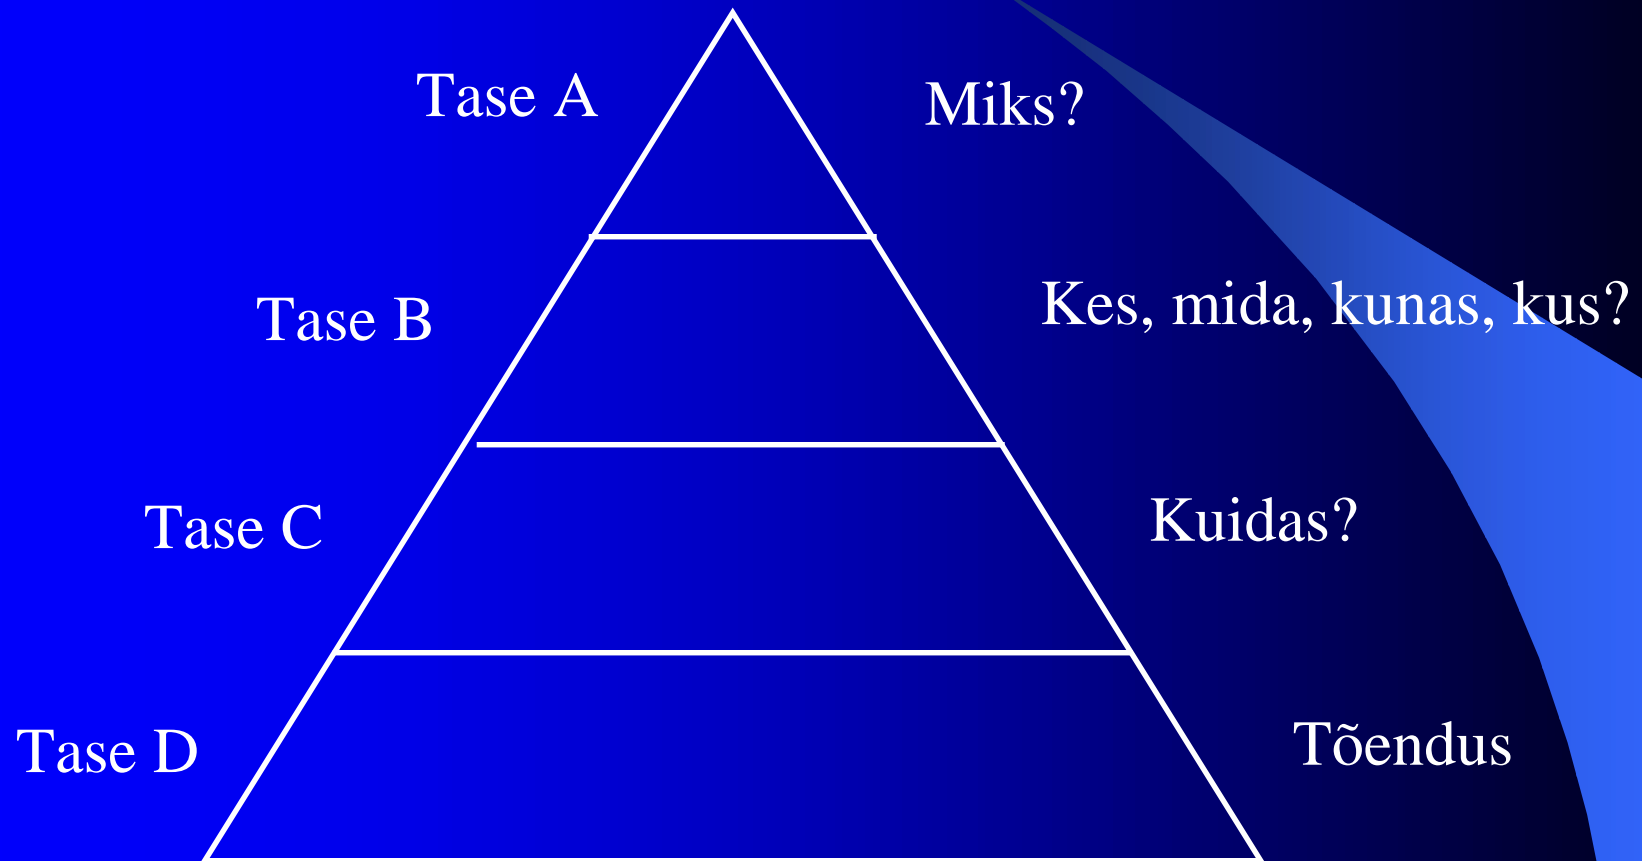 Tase A
Miks?
Tase B
Kes, mida, kunas, kus?
Tase C
Kuidas?
Tase D
Tõendus